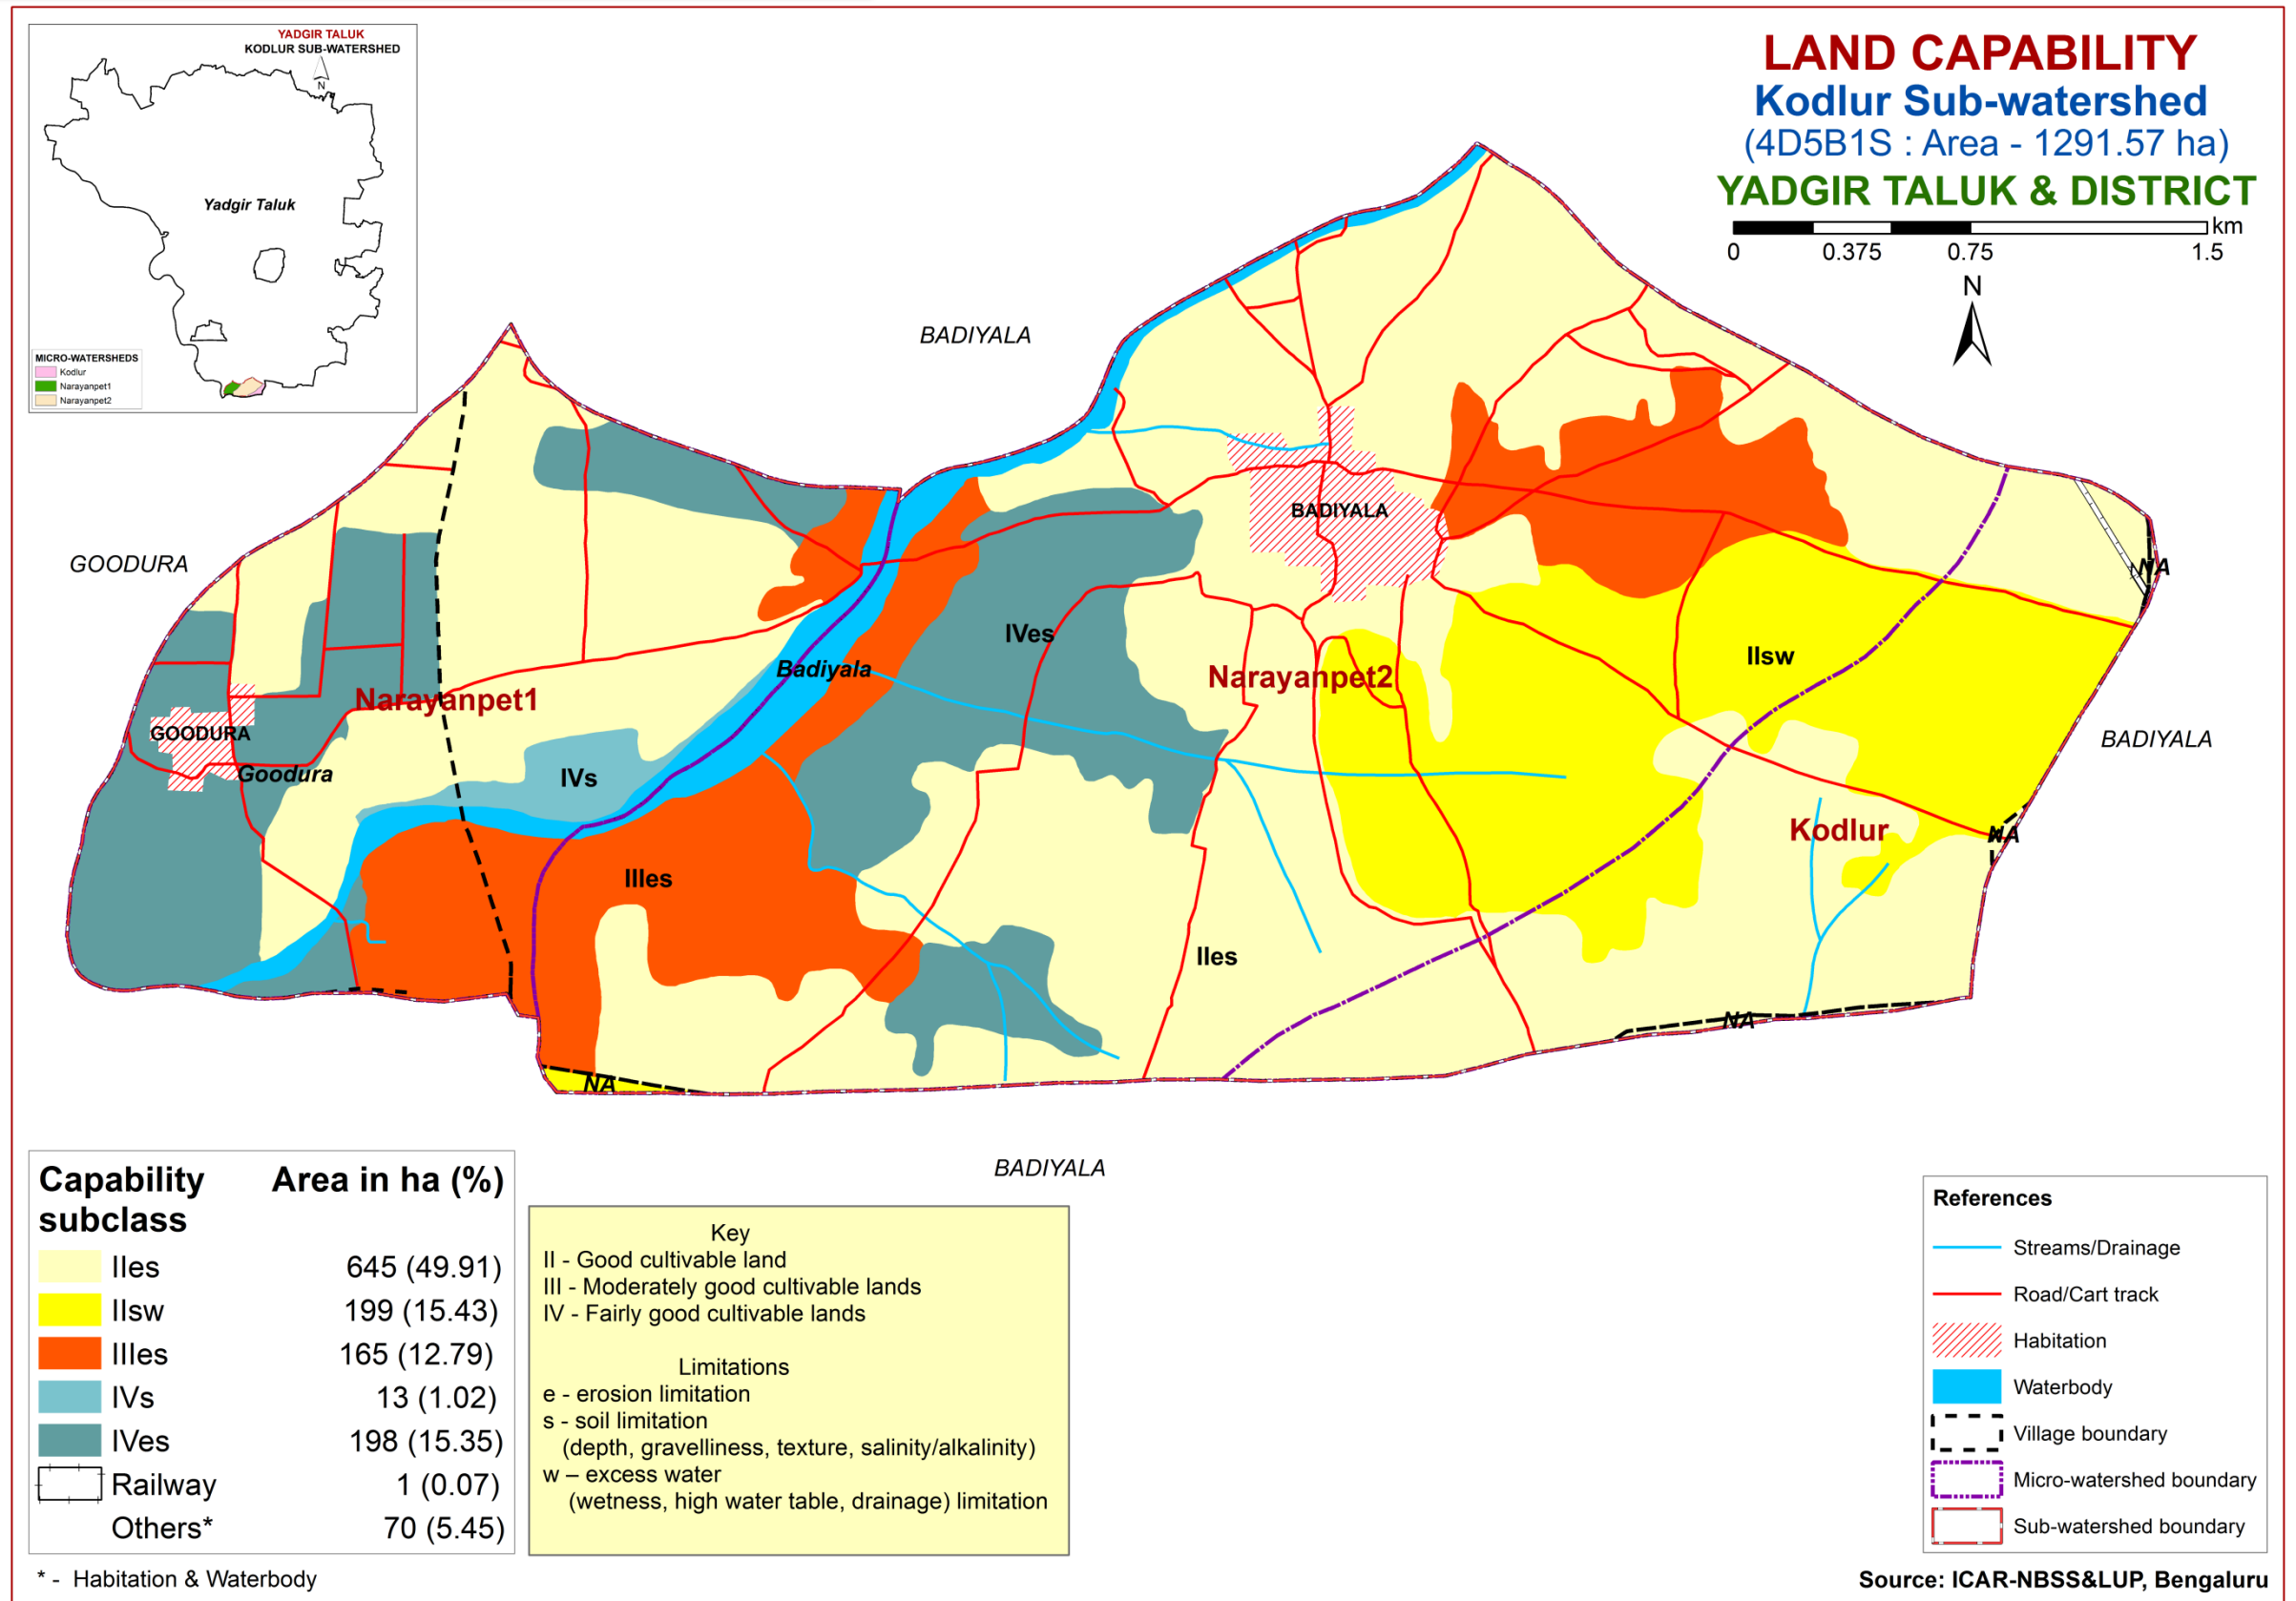 YADGIR TALUK
KODLUR SUB-WATERSHED
N
Yadgir Taluk
MICRO-WATERSHEDS
Kodlur
Narayanpet1
Narayanpet2
LAND CAPABILITY
Kodlur Sub-watershed
(4D5B1S : Area - 1291.57 ha)
YADGIR TALUK & DISTRICT
km
0 0.375 0.75 1.5
N
BADIYALA
GOODURA
BADIYALA
NA
IVes
IIsw
Badiyala
Narayanpet2
Narayanpet1
GOODURA
BADIYALA
Goodura
IVs
Kodlur
NA
IIIes
IIes
NA
NA
BADIYALA
Capability subclass Area in ha (%)
IIes 645 (49.91)
IIsw 199 (15.43)
IIIes 165 (12.79)
IVs 13 (1.02)
IVes 198 (15.35)
Railway 1 (0.07)
Others* 70 (5.45)
* - Habitation & Waterbody
Key
II - Good cultivable land
III - Moderately good cultivable lands
IV - Fairly good cultivable lands
Limitations
e - erosion limitation
s - soil limitation
(depth, gravelliness, texture, salinity/alkalinity)
w – excess water
(wetness, high water table, drainage) limitation
References
Streams/Drainage
Road/Cart track
Habitation
Waterbody
Village boundary
Micro-watershed boundary
Sub-watershed boundary
Source: ICAR-NBSS&LUP, Bengaluru